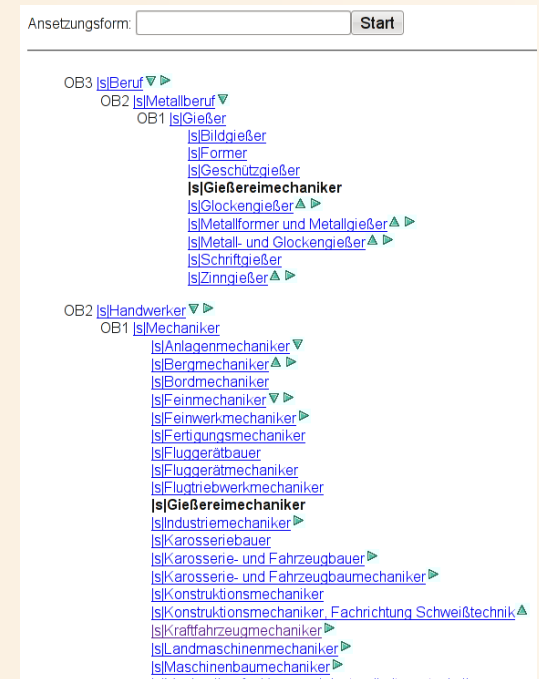 Ansetzungsform: Start
OB3 |s|Beruf
OB2 |s|Metallberuf
OB1 |s|Gießer
|s|Bildgießer
|s|Former
|s|Geschützgießer
|s|Gießereimechaniker
|s|Glockengießer
|s|Metallformer und Metallgießer
|s|Metall- und Glockengießer
|s|Schriftgießer
|s|Zinngießer
OB2 |s|Handwerker
OB1 |s|Mechaniker
|s|Anlagenmechaniker
|s|Bergmechaniker
|s|Bordmechaniker
|s|Feinmechaniker
|s|Feinwerkmechaniker
|s|Fertigungsmechaniker
|s|Fluggerätbauer
|s|Fluggerätmechaniker
|s|Flugtriebwerkmechaniker
|s|Gießereimechaniker
|s|Industriemechaniker
|s|Karosseriebauer
|s|Karosserie- und Fahrzeugbauer
|s|Karosserie- und Fahrzeugbaumechaniker
|s|Konstruktionsmechaniker
|s|Konstruktionsmechaniker, Fachrichtung Schweißtechnik
|s|Kraftfahrzeugmechaniker
|s|Landmaschinenmechaniker
|s|Maschinenbaumechaniker